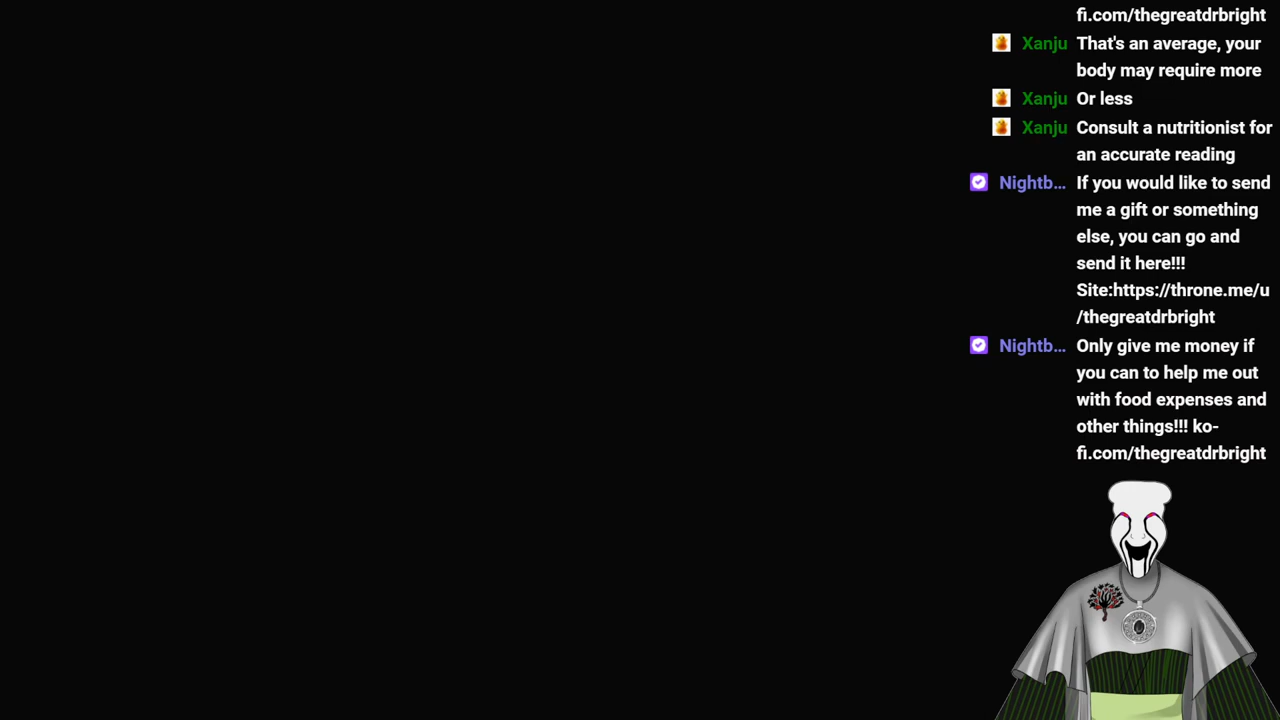 fi.com/thegreatdrbright
Xanju That's an average, your
body may require more
Xanju Or less
Xanju Consult a nutritionist for
an accurate reading
Nightb... If you would like to send
me a gift or something
else, you can go and
send it here!!!
Site:https://throne.me/u
/thegreatdrbright
Nightb... Only give me money if
you can to help me out
with food expenses and
other things!!! ko-
fi.com/thegreatdrbright